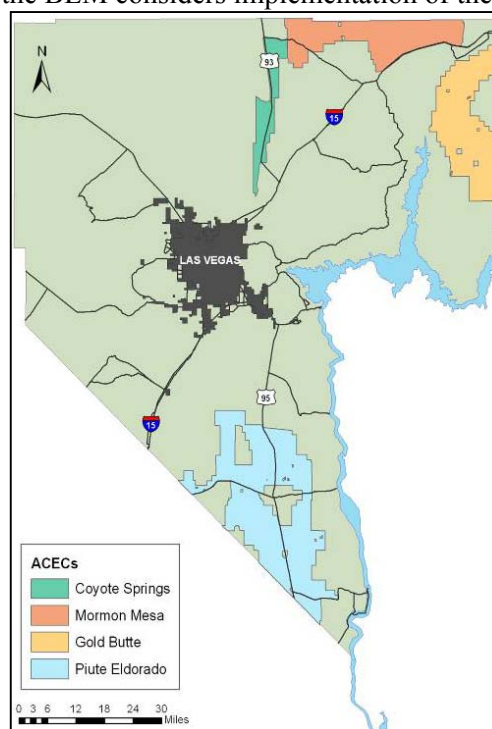 the BLM considers implementation of the
N
93
15
LAS VEGAS
95
15
ACECs
Coyote Springs
Mormon Mesa
Gold Butte
Piute Eldorado
0 3 6 12 18 24 30
Miles